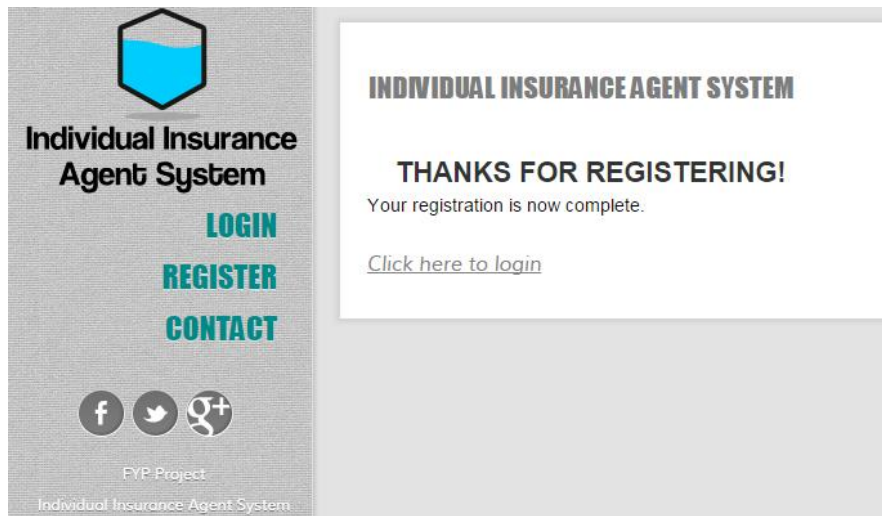 Individual Insurance
Agent System
LOGIN
REGISTER
CONTACT
f
g+
FYP Project
Individual Insurance Agent System
INDIVIDUAL INSURANCE AGENT SYSTEM
THANKS FOR REGISTERING!
Your registration is now complete.
Click here to login